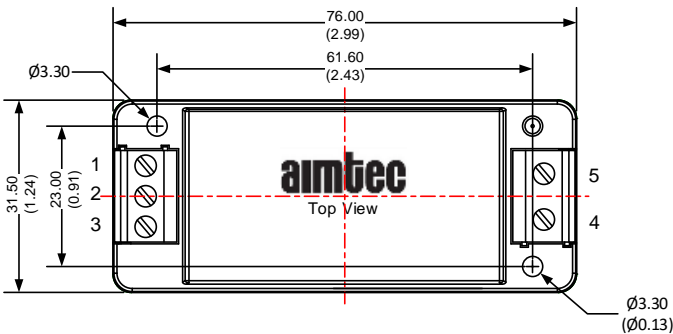 76.00
(2.99)
61.60
(2.43)
Ø3.30
31.50
(1.24)
23.00
(0.91)
1
2
3
aimtec
Top View
5
4
Ø3.30
(Ø0.13)